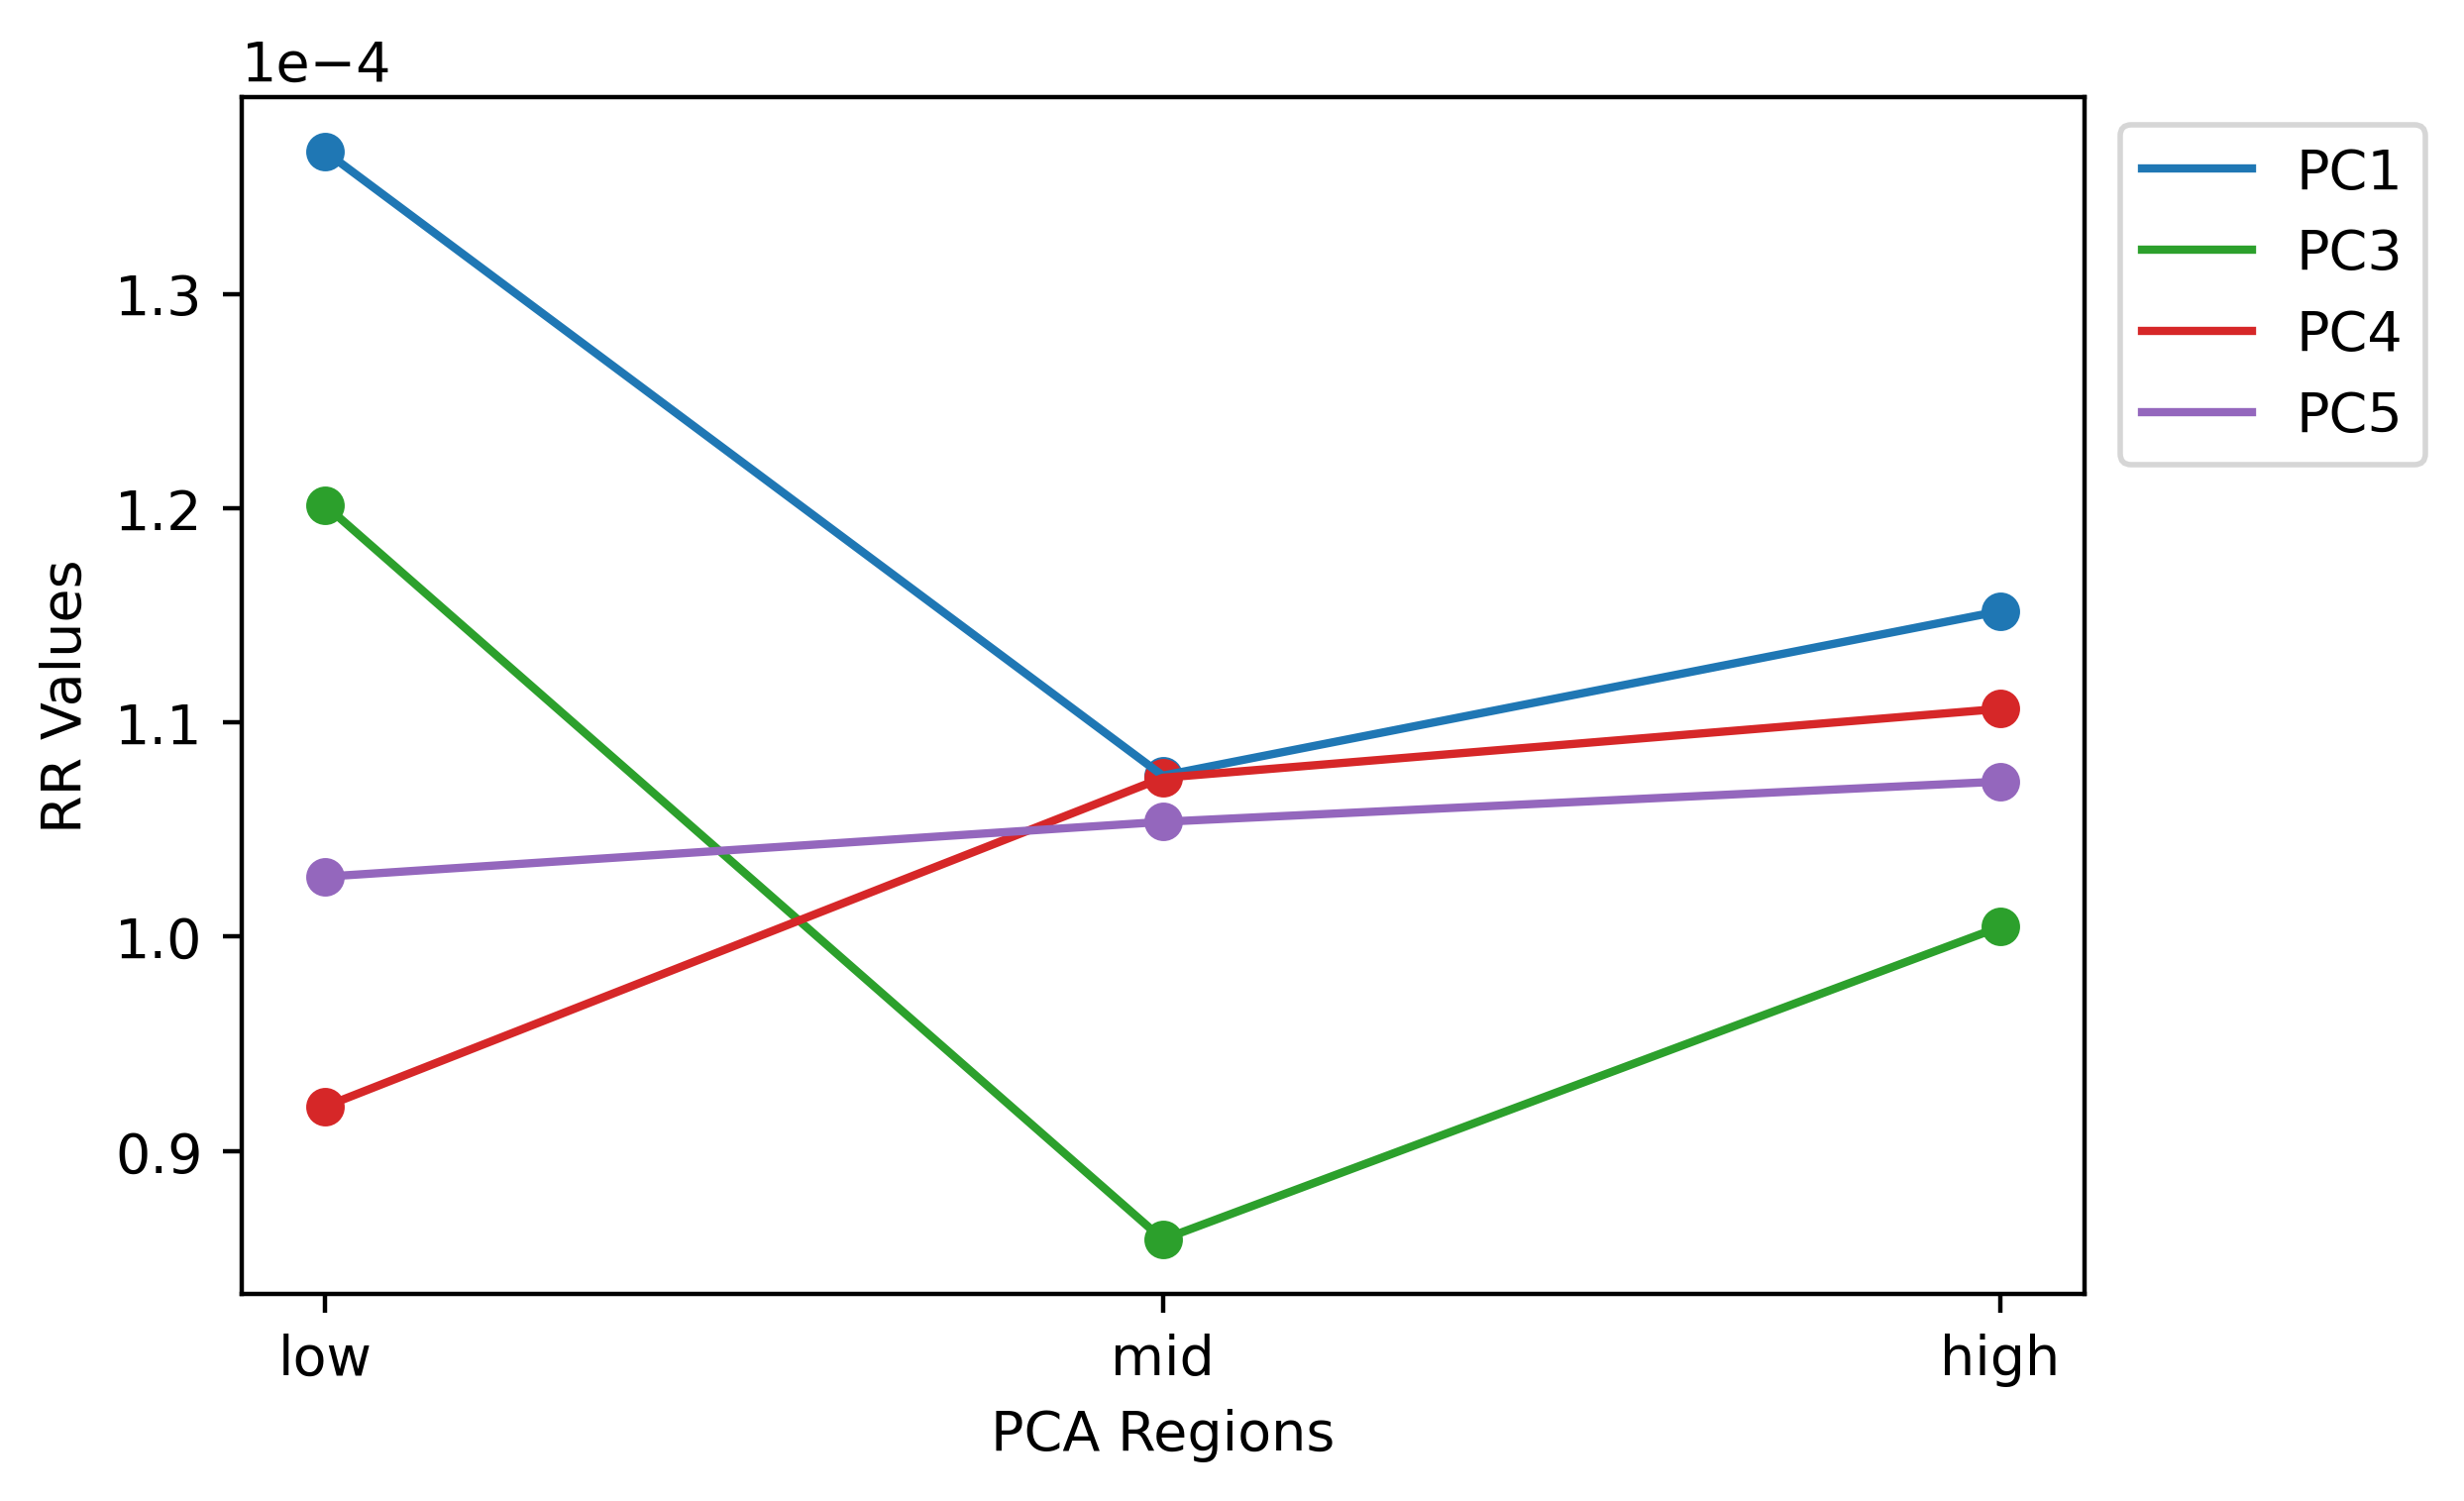 1e−4
1.3
1.2
1.1
1.0
0.9
RR Values
low
mid
high
PCA Regions
PC1
PC3
PC4
PC5